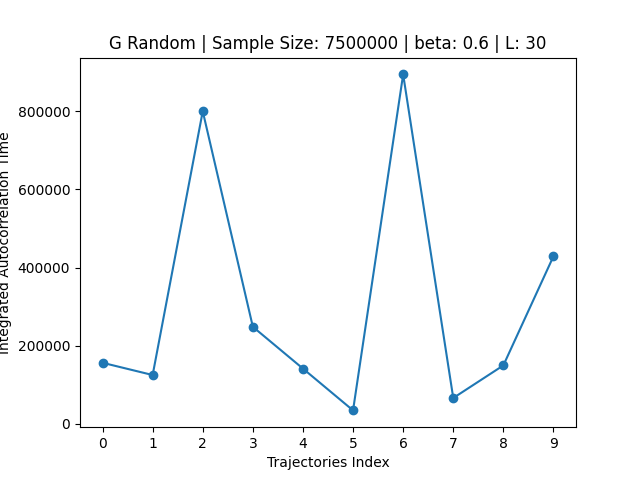 G Random | Sample Size: 7500000 | beta: 0.6 | L: 30
Integrated Autocorrelation Time
800000
600000
400000
200000
0
0 1 2 3 4 5 6 7 8 9
Trajectories Index